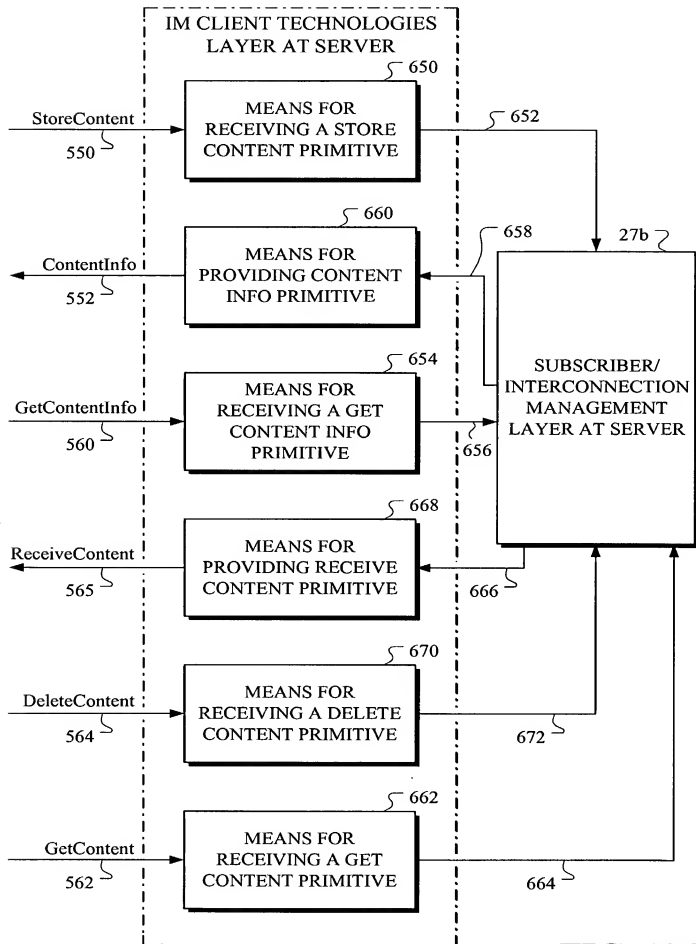 IM CLIENT TECHNOLOGIES
LAYER AT SERVER
650
StoreContent
550
MEANS FOR
RECEIVING A STORE
CONTENT PRIMITIVE
652
660
658
27b
ContentInfo
552
MEANS FOR
PROVIDING CONTENT
INFO PRIMITIVE
654
GetContentInfo
560
MEANS FOR
RECEIVING A GET
CONTENT INFO
PRIMITIVE
656
SUBSCRIBER/
INTERCONNECTION
MANAGEMENT
LAYER AT SERVER
668
ReceiveContent
565
MEANS FOR
PROVIDING RECEIVE
CONTENT PRIMITIVE
666
670
DeleteContent
564
MEANS FOR
RECEIVING A DELETE
CONTENT PRIMITIVE
672
662
GetContent
562
MEANS FOR
RECEIVING A GET
CONTENT PRIMITIVE
664